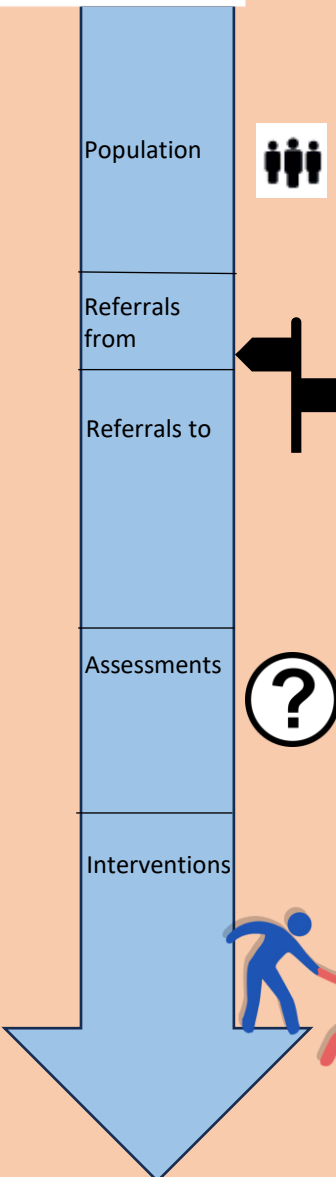 Population
Referrals
from
Referrals to
Assessments
?
Interventions